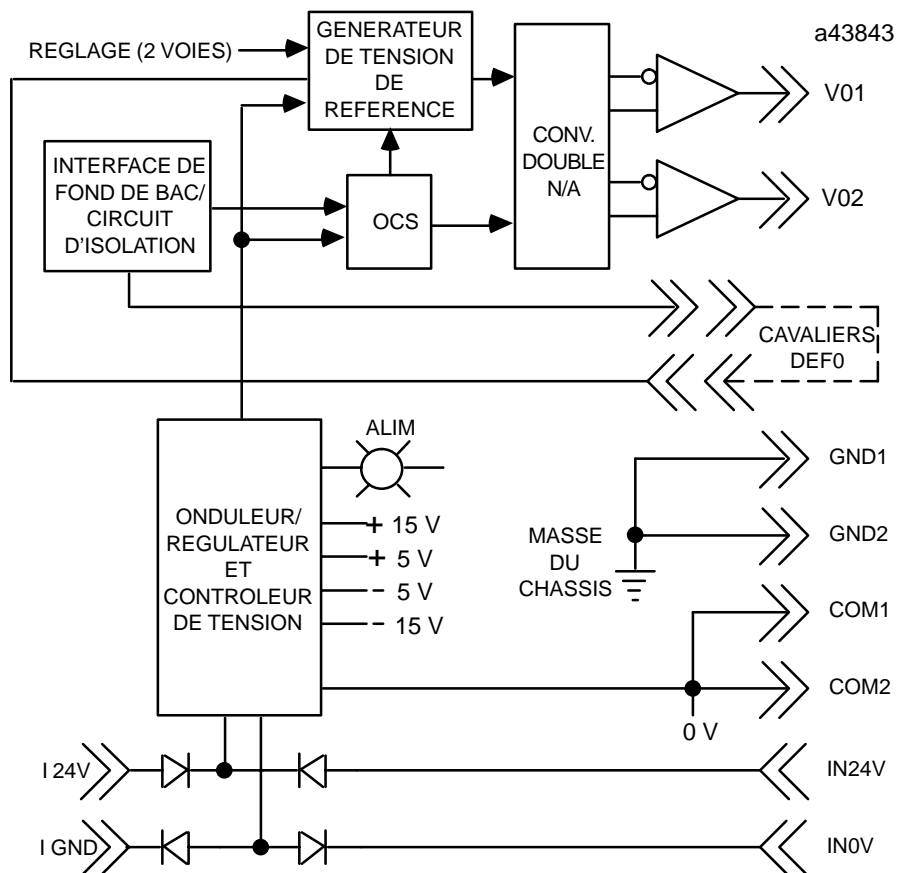 a43843
REGLAGE (2 VOIES)
GENERATEUR
DE TENSION
DE
REFERENCE
V01
CONV.
DOUBLE
N/A
INTERFACE DE
FOND DE BAC/
CIRCUIT
D'ISOLATION
OCS
V02
CAVALIERS
DEF0
ALIM
ONDULEUR/
REGULATEUR
ET
CONTROLEUR
DE TENSION
+ 15 V
+ 5 V
- 5 V
- 15 V
MASSE
DU
CHASSIS
GND1
GND2
COM1
COM2
0 V
I 24V
IN24V
I GND
IN0V